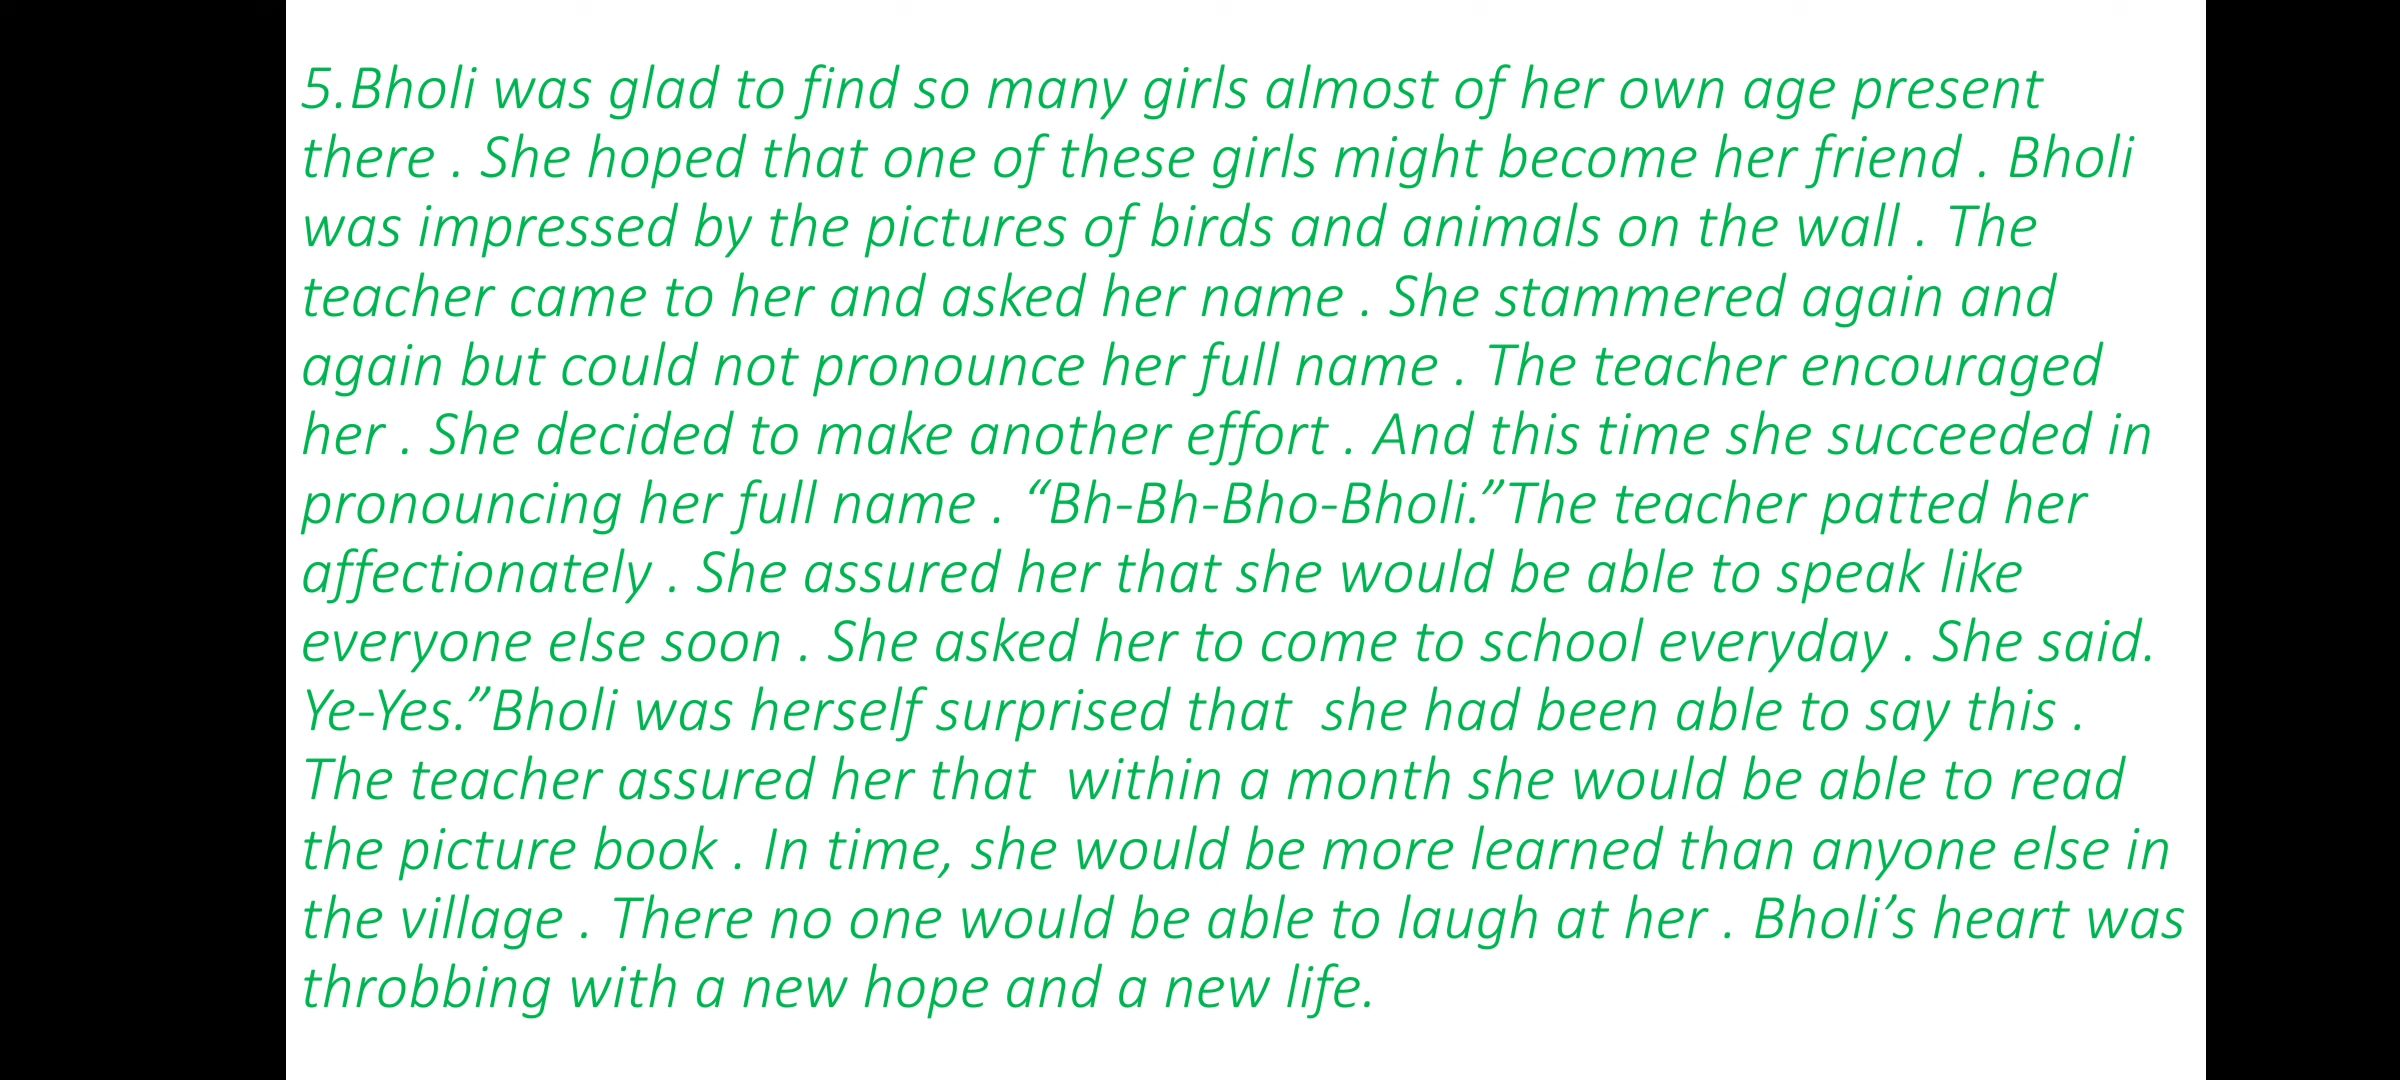 5.Bholi was glad to find so many girls almost of her own age present
there . She hoped that one of these girls might become her friend . Bholi
was impressed by the pictures of birds and animals on the wall . The
teacher came to her and asked her name . She stammered again and
again but could not pronounce her full name . The teacher encouraged
her . She decided to make another effort . And this time she succeeded in
pronouncing her full name . “Bh-Bh-Bho-Bholi.”The teacher patted her
affectionately . She assured her that she would be able to speak like
everyone else soon . She asked her to come to school everyday . She said.
Ye-Yes.”Bholi was herself surprised that  she had been able to say this .
The teacher assured her that  within a month she would be able to read
the picture book . In time, she would be more learned than anyone else in
the village . There no one would be able to laugh at her . Bholi’s heart was
throbbing with a new hope and a new life.